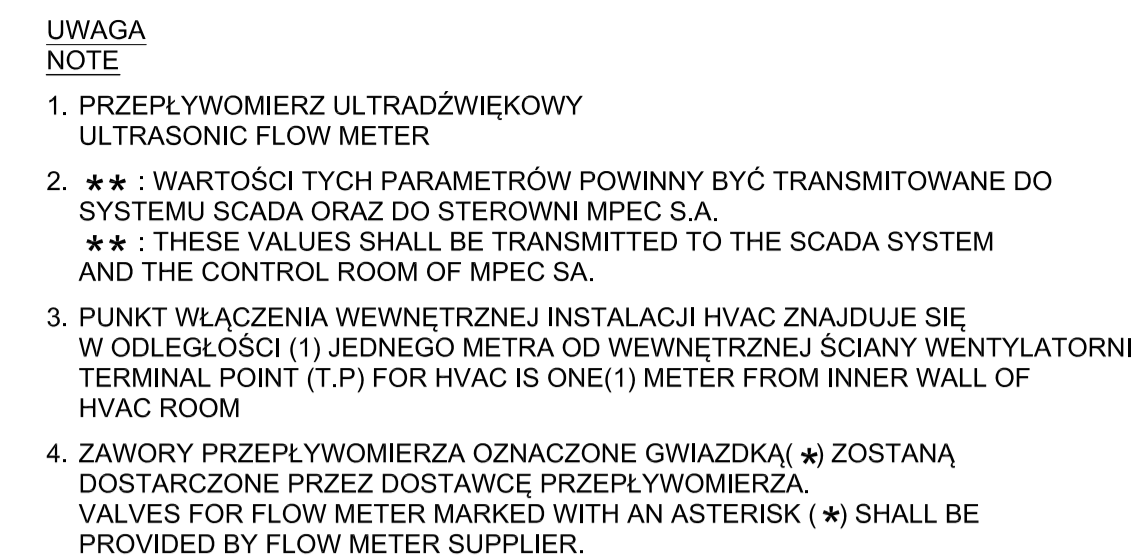 UWAGA
NOTE
1. PRZEPŁYWOMIERZ ULTRADŹWIĘKOWY
ULTRASONIC FLOW METER
2. ** : WARTOŚCI TYCH PARAMETRÓW POWINNY BYĆ TRANSMITOWANE DO
SYSTEMU SCADA ORAZ DO STEROWNI MPEC S.A.
** : THESE VALUES SHALL BE TRANSMITTED TO THE SCADA SYSTEM
AND THE CONTROL ROOM OF MPEC SA.
3. PUNKT WŁĄCZENIA WEWNĘTRZNEJ INSTALACJI HVAC ZNAJDUJE SIĘ
W ODLEGŁOŚCI (1) JEDNEGO METRA OD WEWNĘTRZNEJ ŚCIANY WENTYLATORNI
TERMINAL POINT (T.P) FOR HVAC IS ONE(1) METER FROM INNER WALL OF
HVAC ROOM
4. ZAWORY PRZEPŁYWOMIERZA OZNACZONE GWIAZDKĄ( *) ZOSTANĄ
DOSTARCZONE PRZEZ DOSTAWCĘ PRZEPŁYWOMIERZA.
VALVES FOR FLOW METER MARKED WITH AN ASTERISK ( *) SHALL BE
PROVIDED BY FLOW METER SUPPLIER.